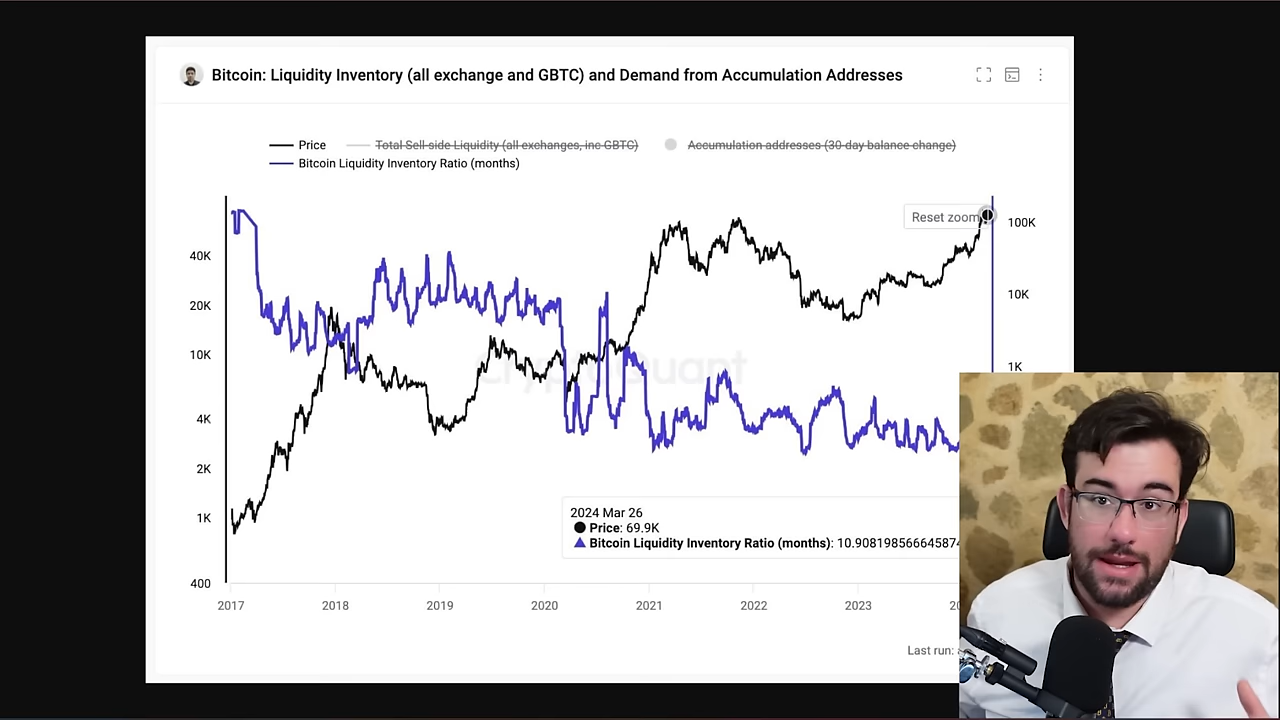 Bitcoin: Liquidity Inventory (all exchange and GBTC) and Demand from Accumulation Addresses
Price
Total Sell-side Liquidity (all exchanges, inc GBTC)
Accumulation addresses (30-day balance change)
Bitcoin Liquidity Inventory Ratio (months)
Reset zoom
100K
40K
10K
20K
10K
CryptoQuant
1K
4K
2K
1K
2024 Mar 26
Price: 69.9K
Bitcoin Liquidity Inventory Ratio (months): 10.90819856664587
400
2017
2018
2019
2020
2021
2022
2023
Last run: